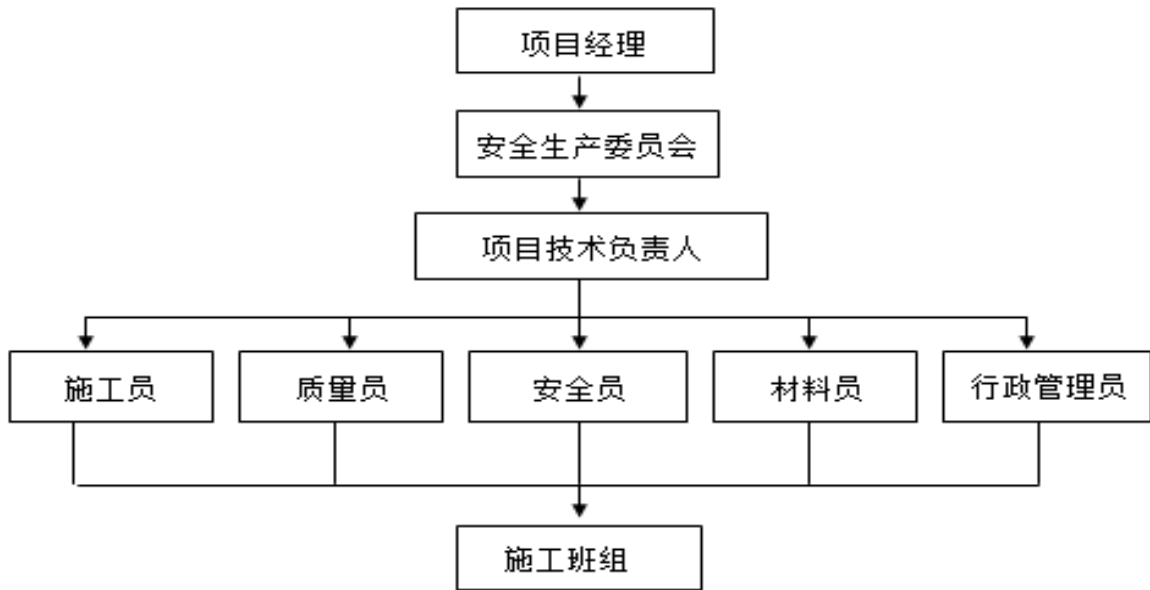 项目经理
安全生产委员会
项目技术负责人
施工员
质量员
安全员
材料员
行政管理员
施工班组